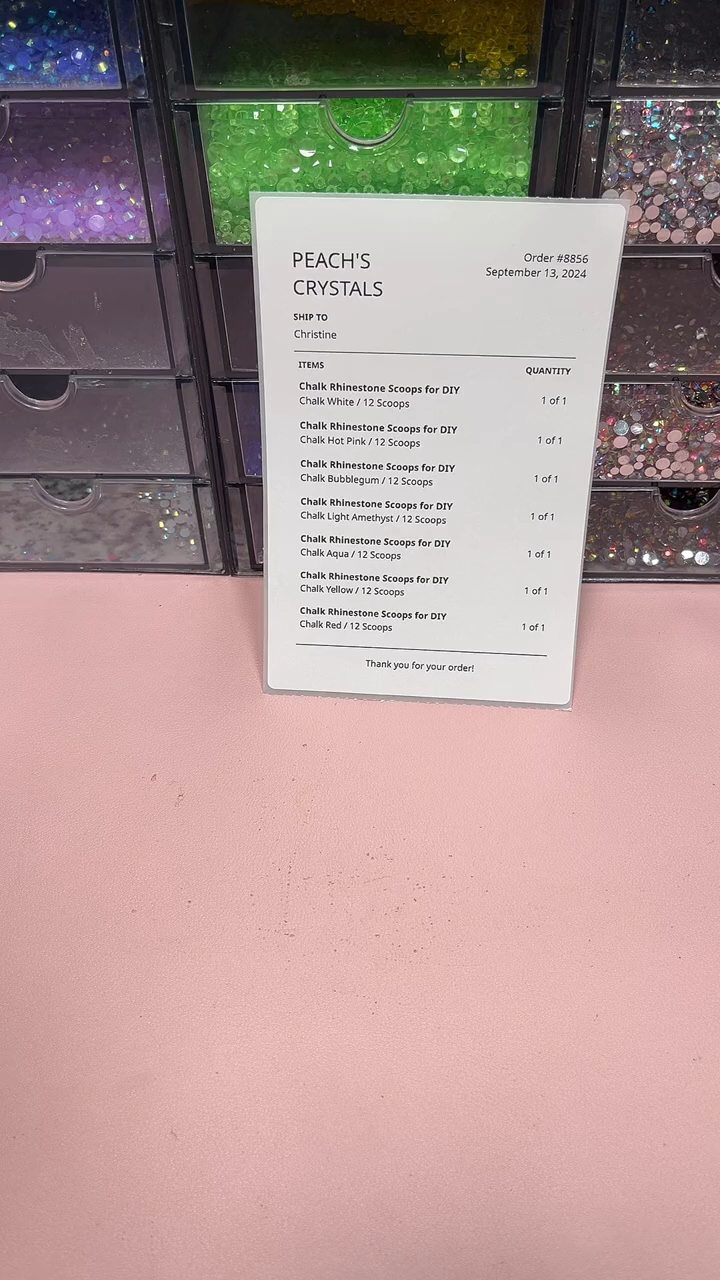 PEACH'S
CRYSTALS
Order #8856
September 13, 2024
SHIP TO
Christine
ITEMS QUANTITY
Chalk Rhinestone Scoops for DIY
Chalk White / 12 Scoops 1 of 1
Chalk Rhinestone Scoops for DIY
Chalk Hot Pink / 12 Scoops 1 of 1
Chalk Rhinestone Scoops for DIY
Chalk Bubblegum / 12 Scoops 1 of 1
Chalk Rhinestone Scoops for DIY
Chalk Light Amethyst / 12 Scoops 1 of 1
Chalk Rhinestone Scoops for DIY
Chalk Aqua / 12 Scoops 1 of 1
Chalk Rhinestone Scoops for DIY
Chalk Yellow / 12 Scoops 1 of 1
Chalk Rhinestone Scoops for DIY
Chalk Red / 12 Scoops 1 of 1
Thank you for your order!